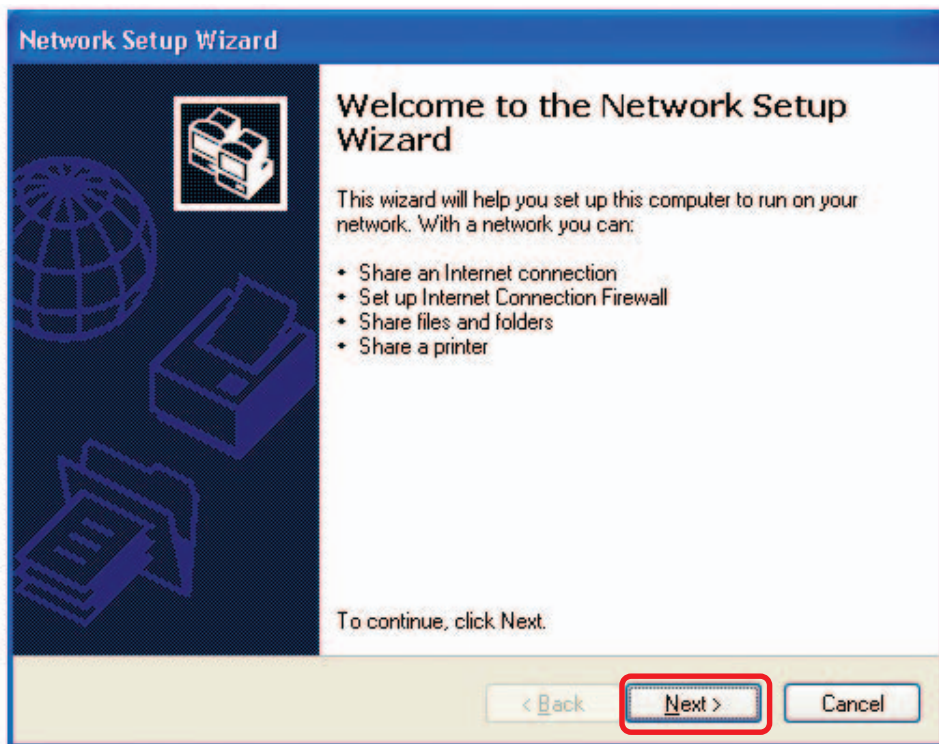 Network Setup Wizard
Welcome to the Network Setup
Wizard
This wizard will help you set up this computer to run on your
network. With a network you can:
• Share an Internet connection
• Set up Internet Connection Firewall
• Share files and folders
• Share a printer
To continue, click Next.
< Back Next > Cancel